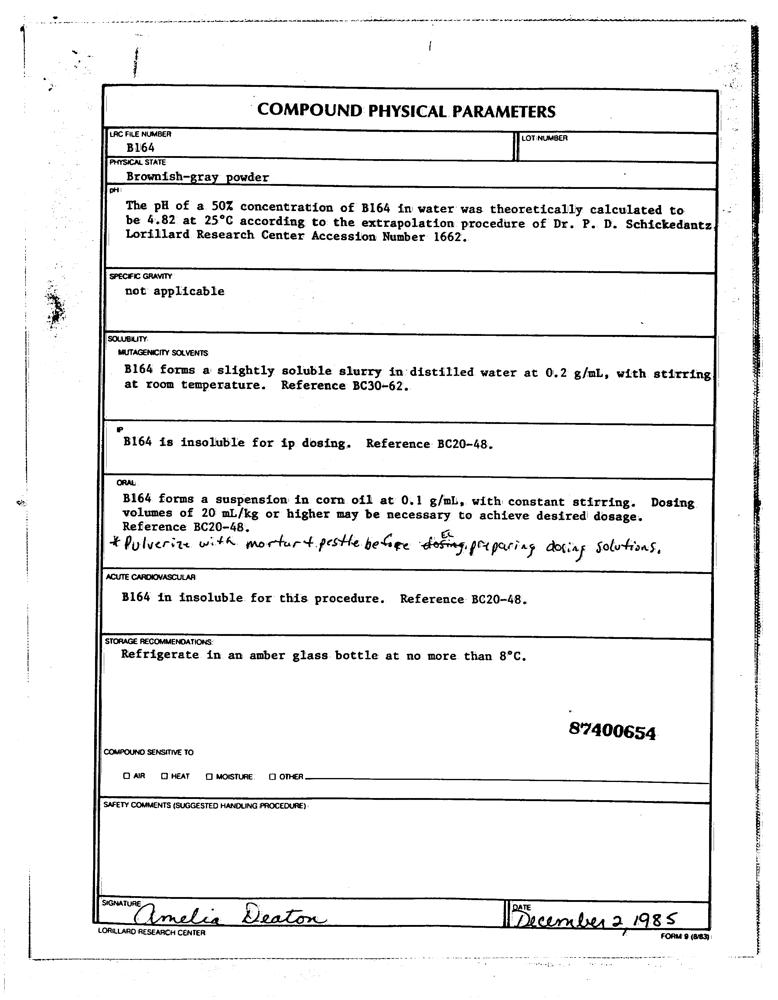 COMPOUND PHYSICAL PARAMETERS
LRC FILE NUMBER
B164
LOT NUMBER
PHYSICAL STATE
Brownish-gray powder
pH:
The pH of a 50% concentration of B164 in water was theoretically calculated to
be 4.82 at 25°C according to the extrapolation procedure of Dr. P. D. Schickedantz
Lorillard Research Center Accession Number 1662.
SPECIFIC GRAVITY
not applicable
SOLUBILITY
MUTAGENICITY SOLVENTS
B164 forms a slightly soluble slurry in distilled water at 0.2 g/mL, with stirring
at room temperature. Reference BC30-62.
IP
B164 is insoluble for ip dosing. Reference BC20-48.
ORAL
B164 forms a suspension in corn oil at 0.1 g/mL, with constant stirring. Dosing
volumes of 20 mL/kg or higher may be necessary to achieve desired dosage.
Reference BC20-48.
*Pulverize with mortur + pestle before dosing, preparing dosing solutions.
ACUTE CARDIOVASCULAR
B164 in insoluble for this procedure. Reference BC20-48.
STORAGE RECOMMENDATIONS:
Refrigerate in an amber glass bottle at no more than 8°C.
87400654
COMPOUND SENSITIVE TO
☐ AIR ☐ HEAT ☐ MOISTURE ☐ OTHER
SAFETY COMMENTS (SUGGESTED HANDLING PROCEDURE)
SIGNATURE
Amelia Deaton
DATE
December 2, 1985
LORILLARD RESEARCH CENTER
FORM 9 (8/83)